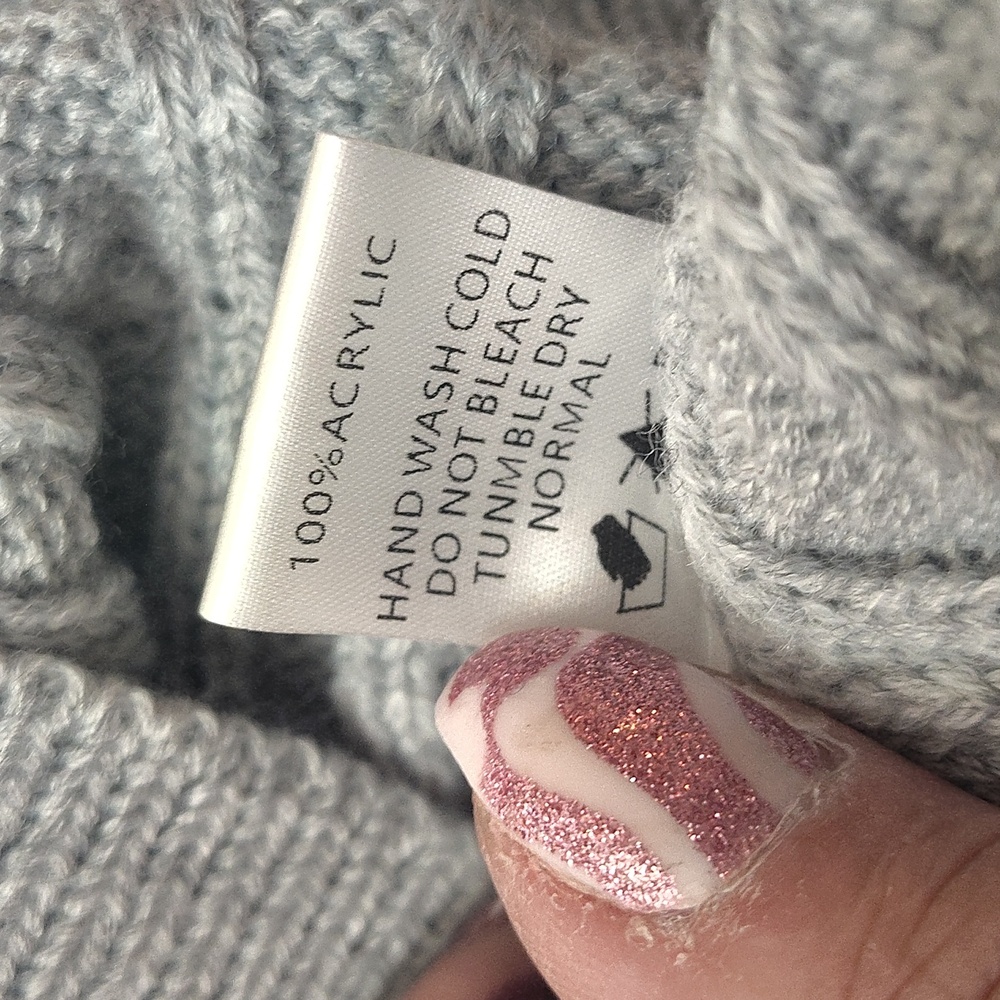 100%ACRYLIC
HAND WASH COLD
DO NOT BLEACH
TUNMBLE DRY
NORMAL